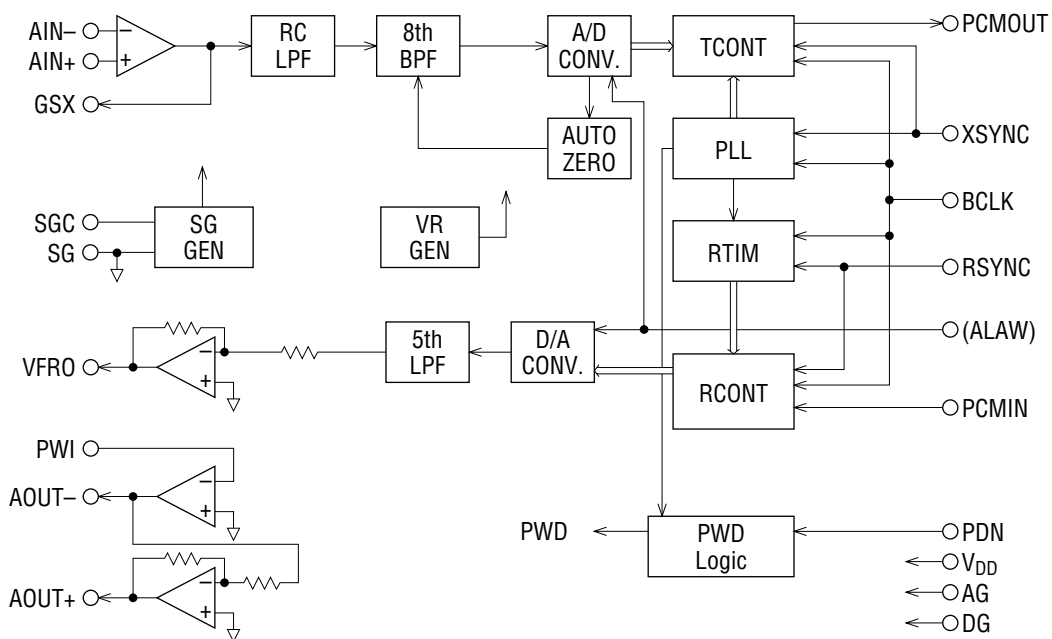 AIN–
AIN+
GSX
–
+
RC
LPF
8th
BPF
A/D
CONV.
TCONT
PCMOUT
AUTO
ZERO
PLL
XSYNC
BCLK
SGC
SG
SG
GEN
VR
GEN
RTIM
RSYNC
(ALAW)
VFRO
–
+
5th
LPF
D/A
CONV.
RCONT
PCMIN
PWI
AOUT–
–
+
PWD
PWD
Logic
PDN
VDD
AG
DG
AOUT+
–
+